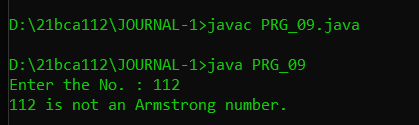 D:\21bca112\JOURNAL-1>javac PRG_09.java
D:\21bca112\JOURNAL-1>java PRG_09
Enter the No. : 112
112 is not an Armstrong number.